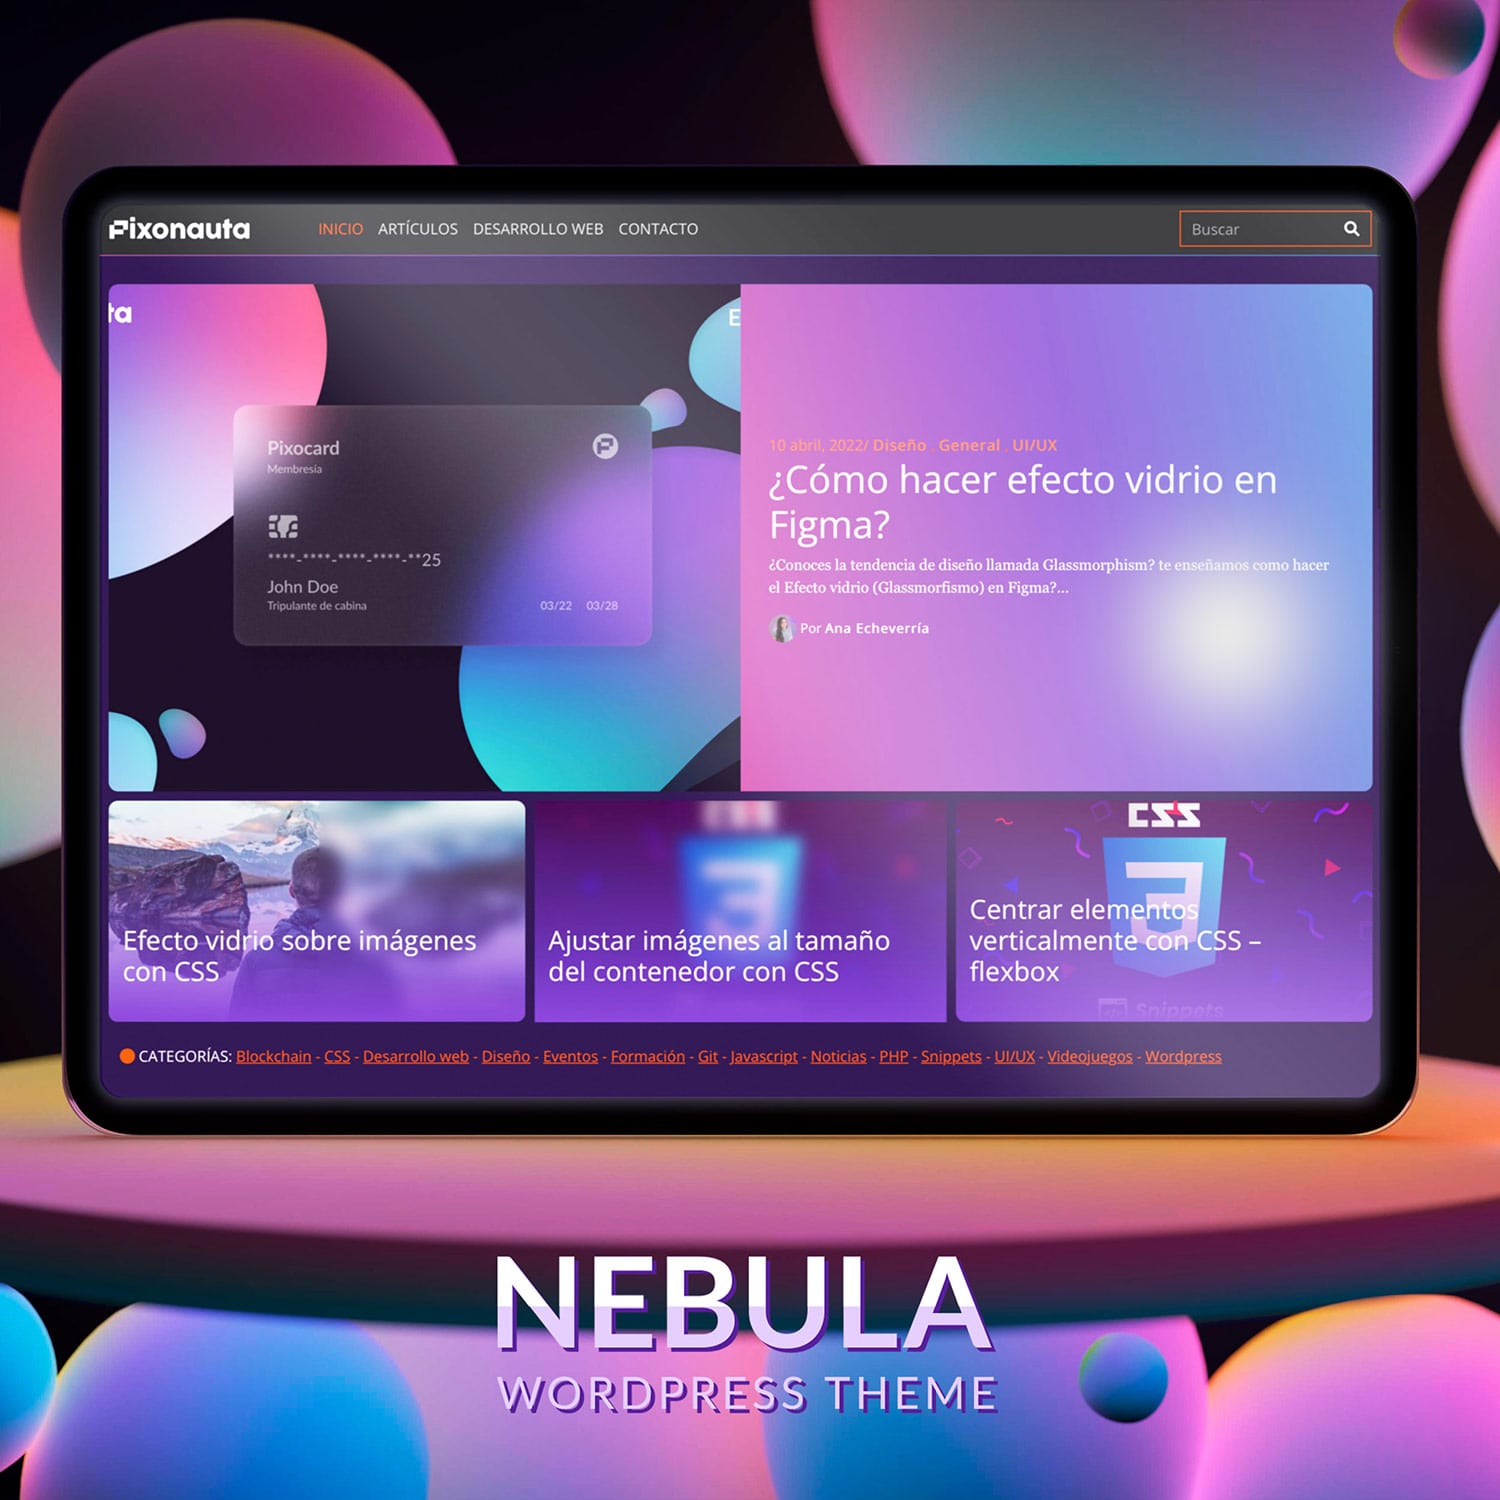 Pixonauta
INICIO ARTÍCULOS DESARROLLO WEB CONTACTO
Buscar
ta
E
Pixocard
Membresía
****-****-****-****-**25
John Doe
Tripulante de cabina
03/22 03/28
10 abril, 2022/ Diseño . General . UI/UX
¿Cómo hacer efecto vidrio en
Figma?
¿Conoces la tendencia de diseño llamada Glassmorphism? te enseñamos como hacer
el Efecto vidrio (Glassmorfismo) en Figma?...
Por Ana Echeverría
Efecto vidrio sobre imágenes
con CSS
3
Ajustar imágenes al tamaño
del contenedor con CSS
CSS
3
Centrar elementos
verticalmente con CSS –
flexbox
</> Snippets
CATEGORÍAS: Blockchain - CSS - Desarrollo web - Diseño - Eventos - Formación - Git - Javascript - Noticias - PHP - Snippets - UI/UX - Videojuegos - Wordpress
NEBULA
WORDPRESS THEME